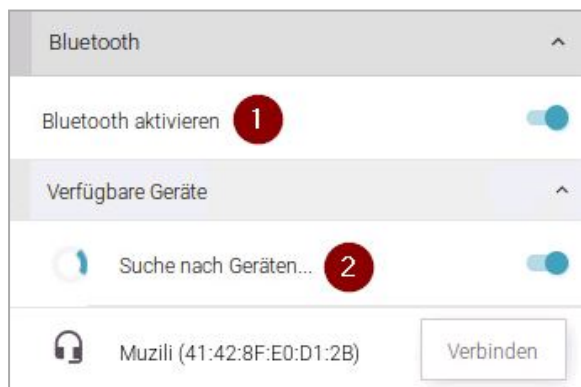 Bluetooth
Bluetooth aktivieren 1
Verfügbare Geräte
Suche nach Geräten... 2
Muzili (41:42:8F:E0:D1:2B) Verbinden